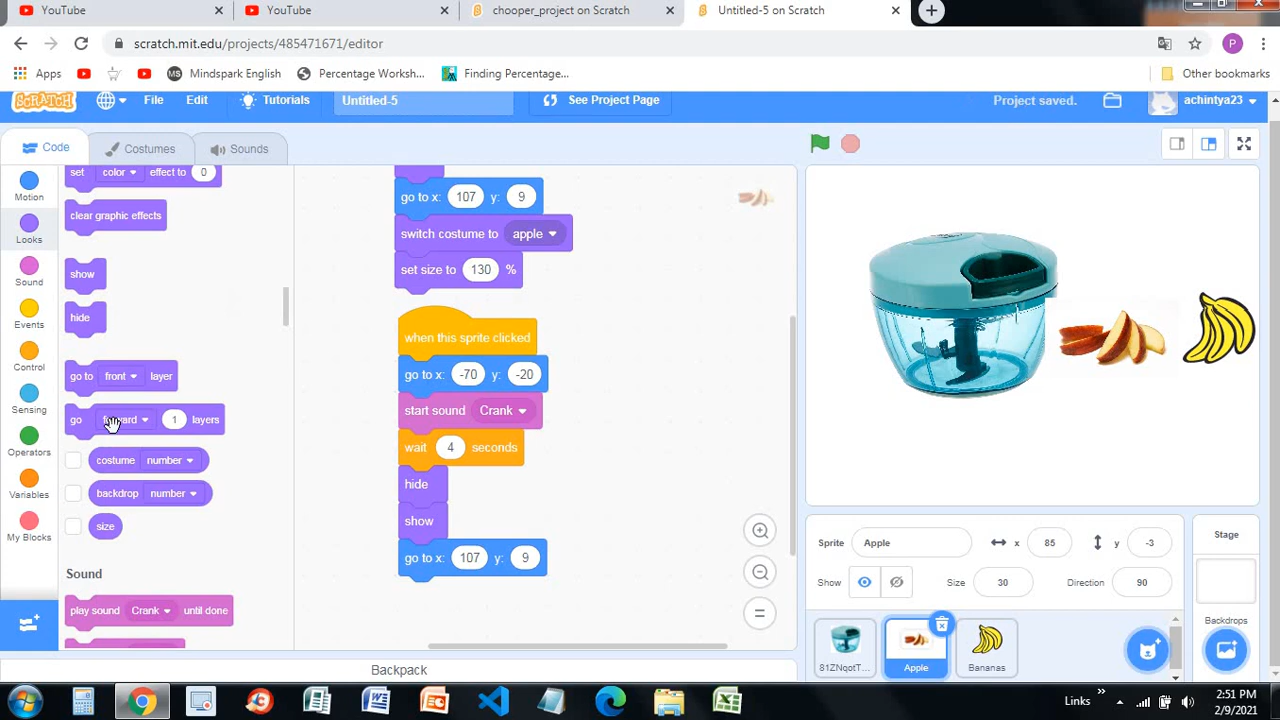 YouTube
YouTube
chooper_project on Scratch
Untitled-5 on Scratch
scratch.mit.edu/projects/485471671/editor
P
Apps
MS Mindspark English
Percentage Worksh...
Finding Percentage...
Other bookmarks
SCRATCH
File
Edit
Tutorials
Untitled-5
See Project Page
Project saved.
achintya23
Code
Costumes
Sounds
Motion
Looks
Sound
Events
Control
Sensing
Operators
Variables
My Blocks
set color effect to 0
clear graphic effects
show
hide
go to front layer
go forward 1 layers
costume number
backdrop number
size
Sound
play sound Crank until done
go to x: 107 y: 9
switch costume to apple
set size to 130 %
when this sprite clicked
go to x: -70 y: -20
start sound Crank
wait 4 seconds
hide
show
go to x: 107 y: 9
Sprite Apple x 85 y -3
Show Size 30 Direction 90
81ZNqotT...
Apple
Bananas
Stage
Backdrops
Backpack
Links
2:51 PM
2/9/2021